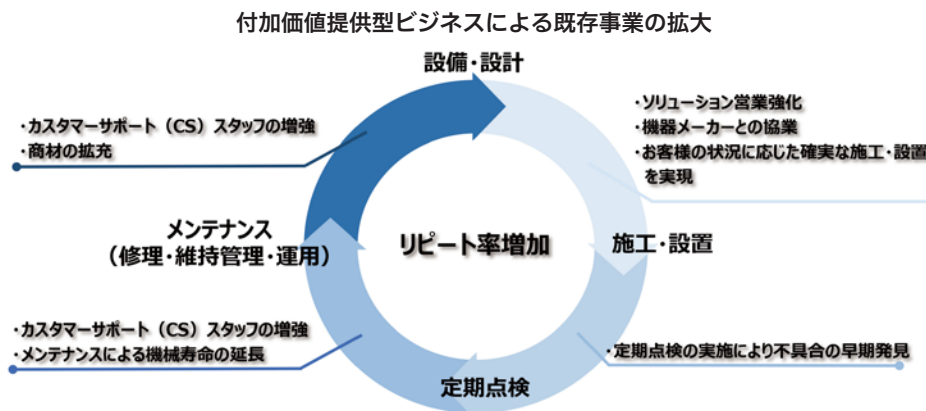 付加価値提供型ビジネスによる既存事業の拡大
設備・設計
・カスタマーサポート（CS）スタッフの増強
・商材の拡充
・ソリューション営業強化
・機器メーカーとの協業
・お客様の状況に応じた確実な施工・設置
を実現
メンテナンス
（修理・維持管理・運用）
リピート率増加
施工・設置
・カスタマーサポート（CS）スタッフの増強
・メンテナンスによる機械寿命の延長
・定期点検の実施により不具合の早期発見
定期点検